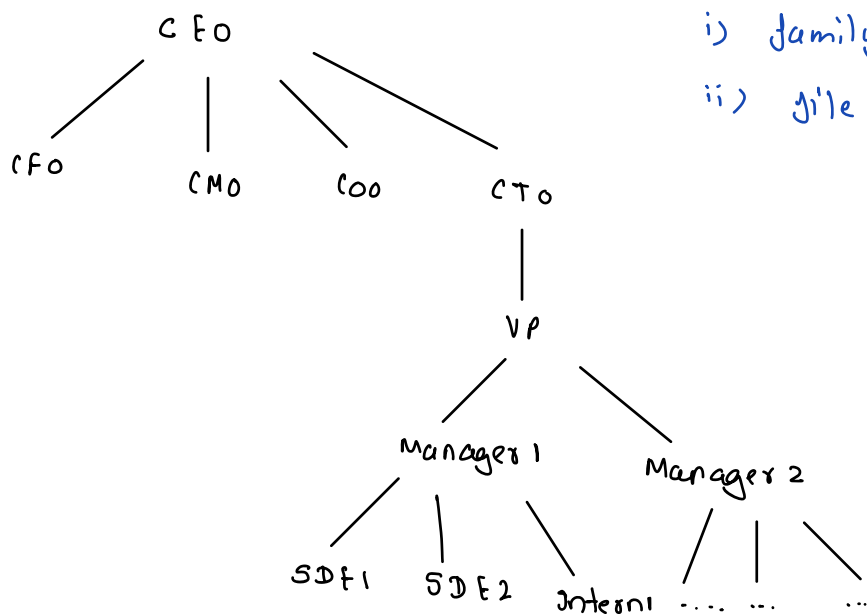 CEO
i) family
ii) file
CFO
CMO
COO
CTO
VP
Manager 1
Manager 2
SDE1
SDE2
Intern1
.....
...
...